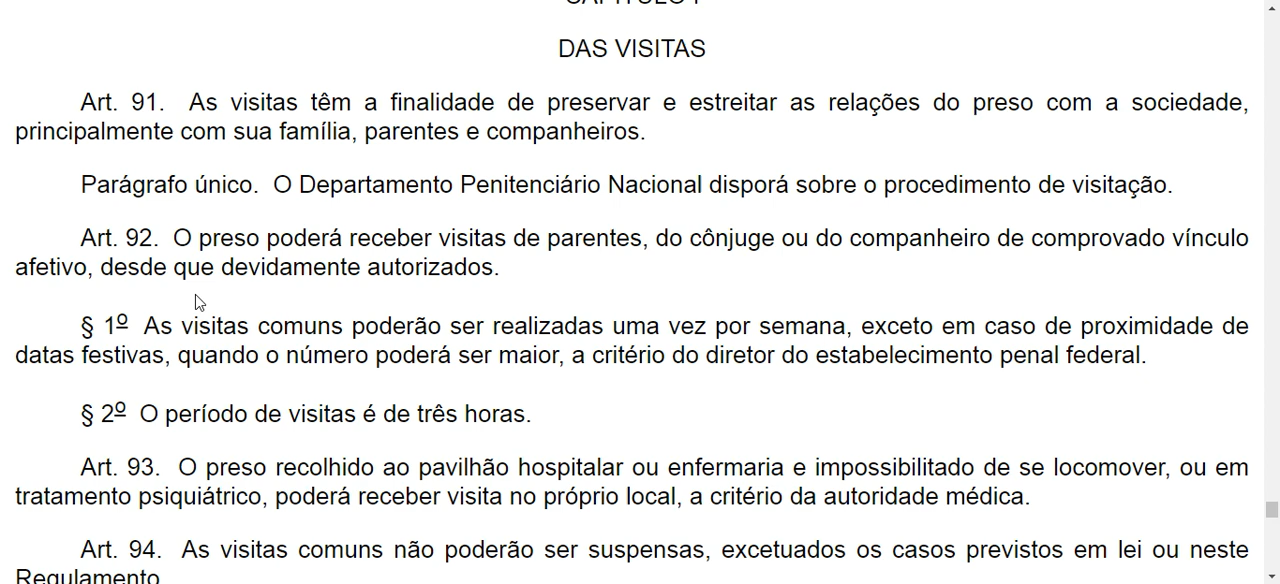 CAPÍTULO I
DAS VISITAS
Art. 91.  As visitas têm a finalidade de preservar e estreitar as relações do preso com a sociedade,
principalmente com sua família, parentes e companheiros.
Parágrafo único.  O Departamento Penitenciário Nacional disporá sobre o procedimento de visitação.
Art. 92.  O preso poderá receber visitas de parentes, do cônjuge ou do companheiro de comprovado vínculo
afetivo, desde que devidamente autorizados.
§ 1º  As visitas comuns poderão ser realizadas uma vez por semana, exceto em caso de proximidade de
datas festivas, quando o número poderá ser maior, a critério do diretor do estabelecimento penal federal.
§ 2º  O período de visitas é de três horas.
Art. 93.  O preso recolhido ao pavilhão hospitalar ou enfermaria e impossibilitado de se locomover, ou em
tratamento psiquiátrico, poderá receber visita no próprio local, a critério da autoridade médica.
Art. 94.  As visitas comuns não poderão ser suspensas, excetuados os casos previstos em lei ou neste
Regulamento.